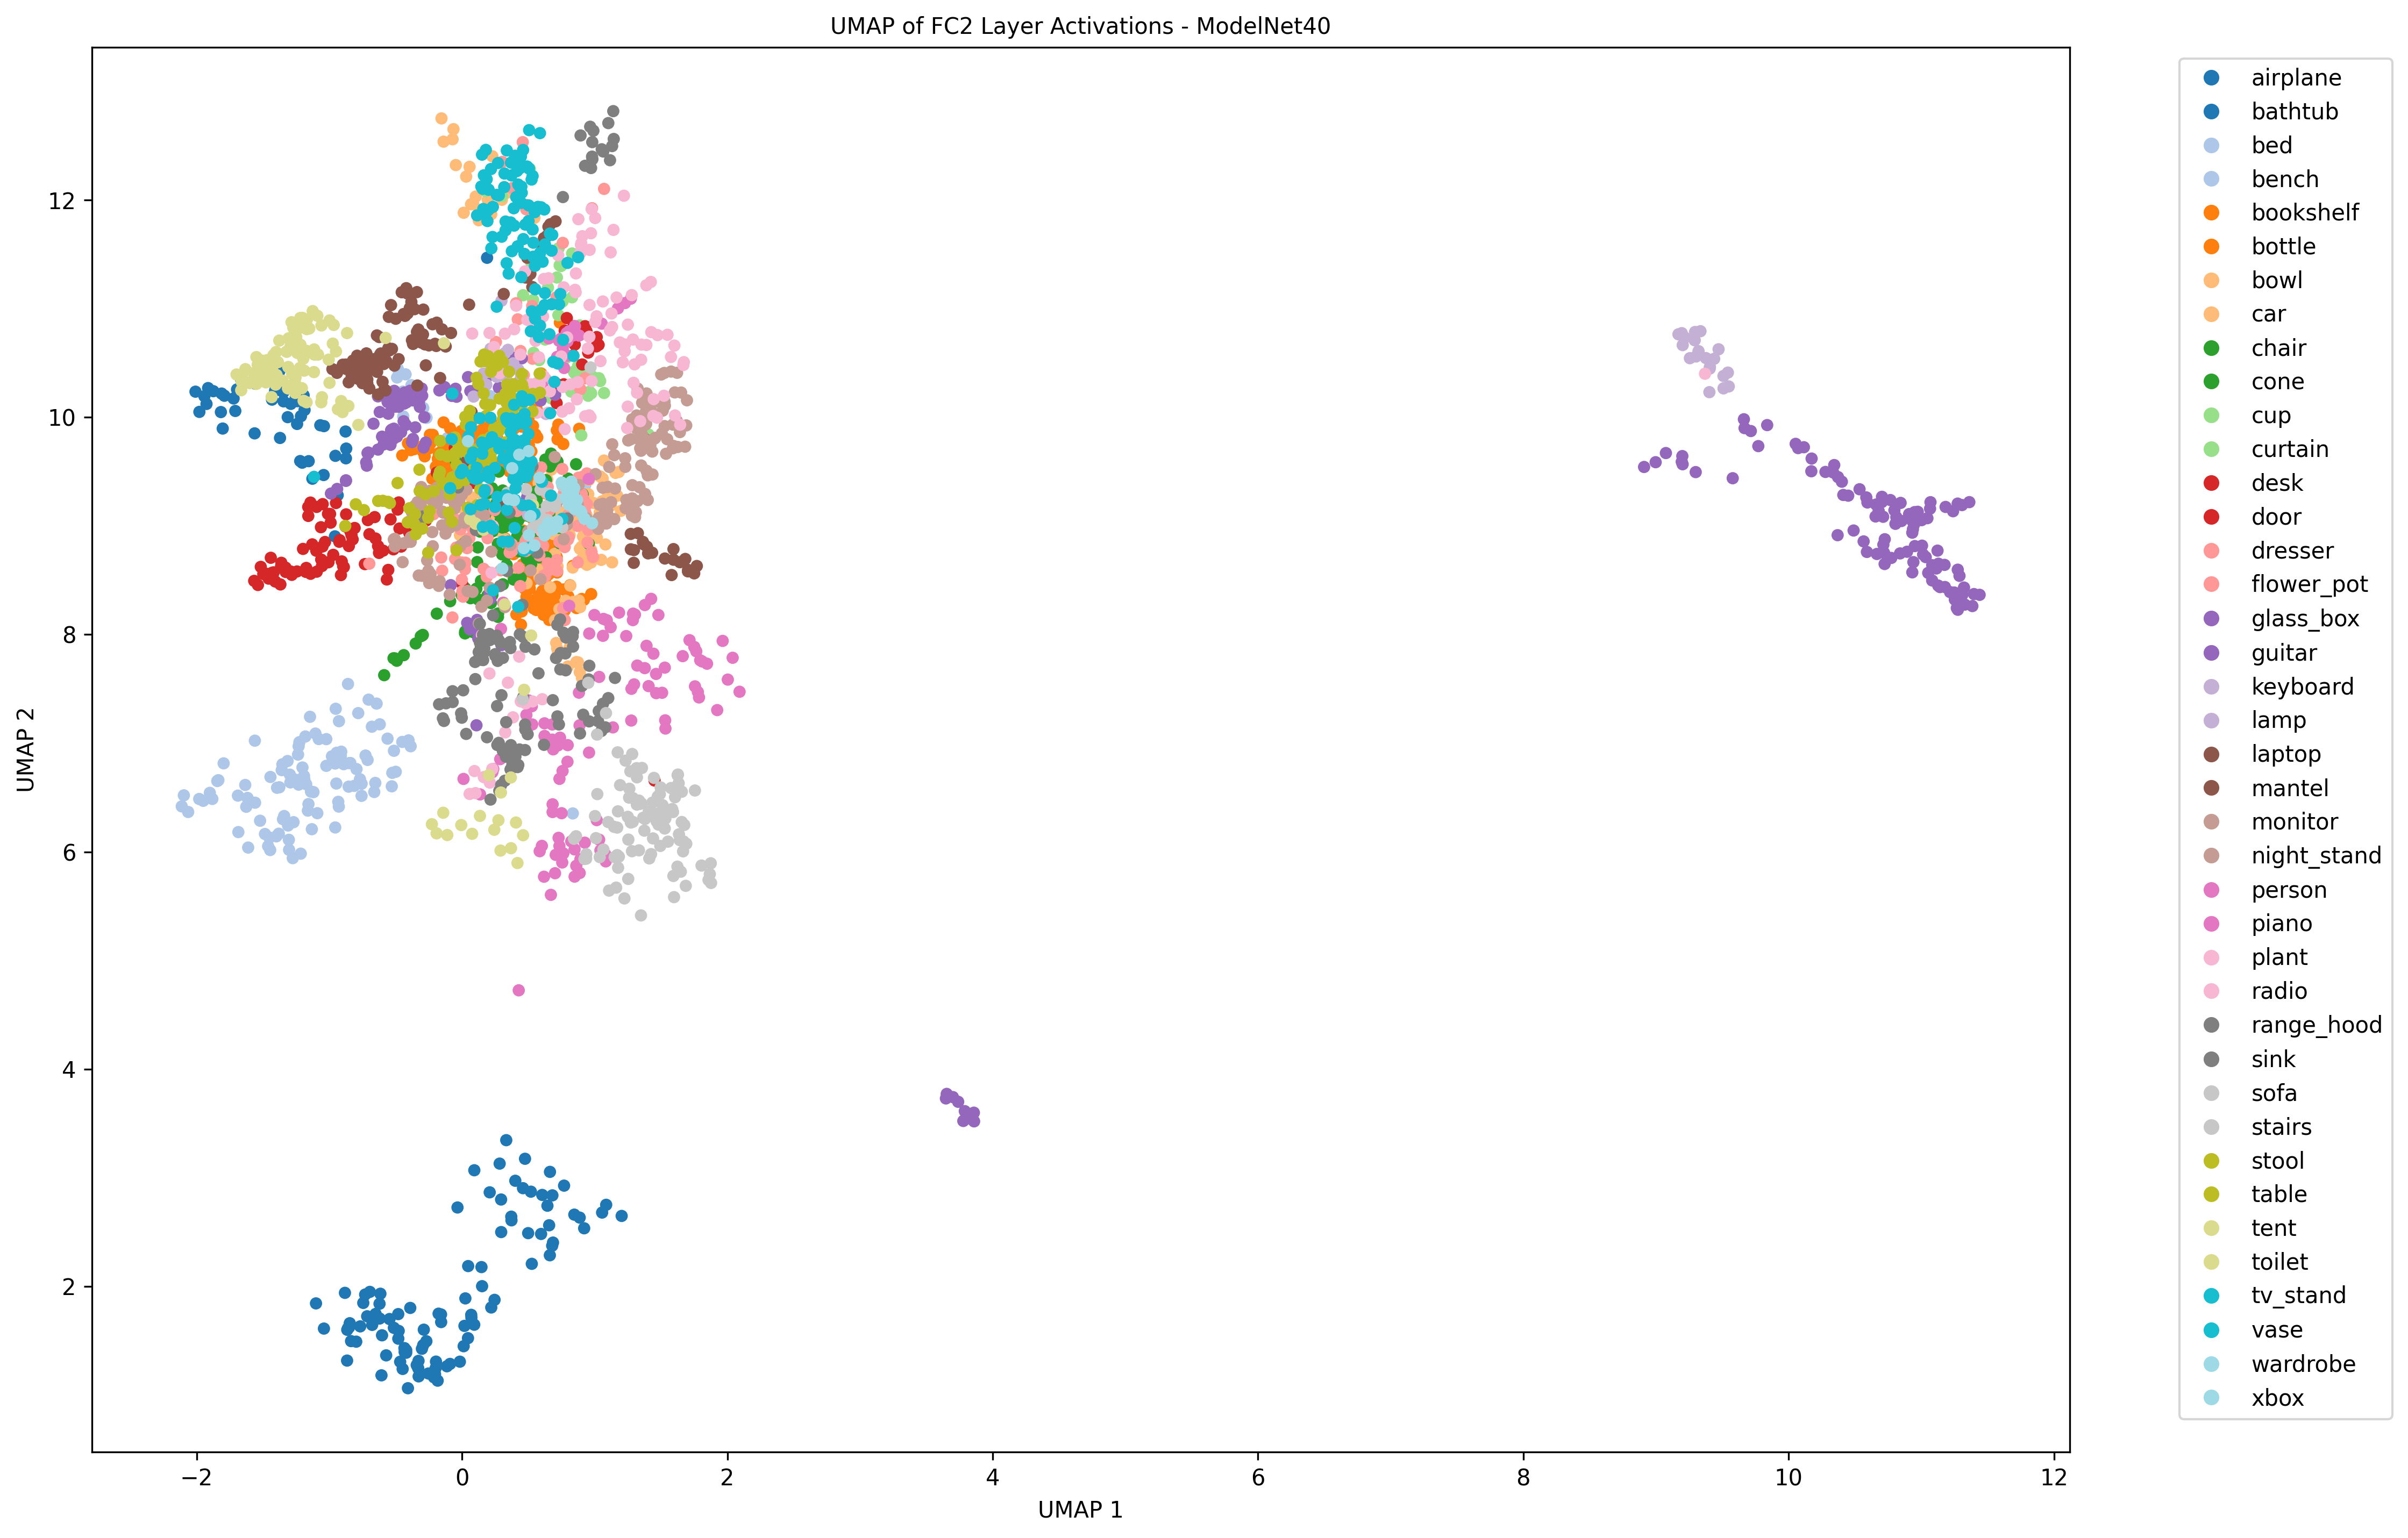 UMAP of FC2 Layer Activations - ModelNet40
UMAP 2
12
10
8
6
4
2
−2
0
2
4
6
8
10
12
UMAP 1
airplane
bathtub
bed
bench
bookshelf
bottle
bowl
car
chair
cone
cup
curtain
desk
door
dresser
flower_pot
glass_box
guitar
keyboard
lamp
laptop
mantel
monitor
night_stand
person
piano
plant
radio
range_hood
sink
sofa
stairs
stool
table
tent
toilet
tv_stand
vase
wardrobe
xbox